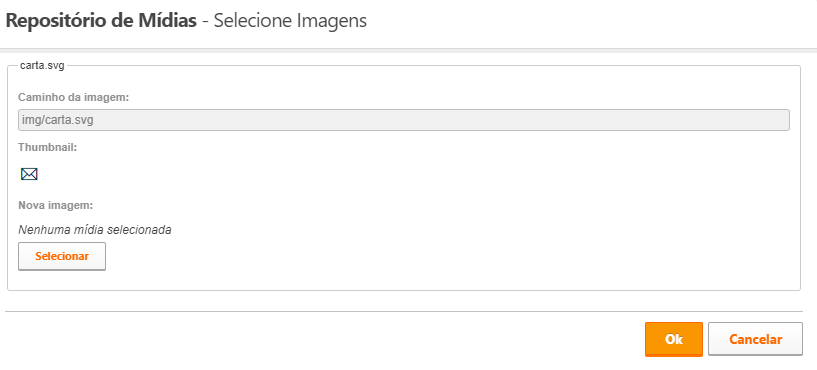 Repositório de Mídias - Selecione Imagens
carta.svg
Caminho da imagem:
img/carta.svg
Thumbnail:
Nova imagem:
Nenhuma mídia selecionada
Selecionar
Ok
Cancelar